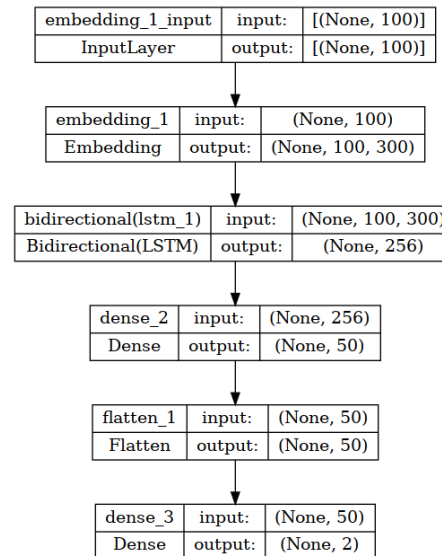 embedding_1_input input: [(None, 100)]
InputLayer output: [(None, 100)]
embedding_1 input: (None, 100)
Embedding output: (None, 100, 300)
bidirectional(lstm_1) input: (None, 100, 300)
Bidirectional(LSTM) output: (None, 256)
dense_2 input: (None, 256)
Dense output: (None, 50)
flatten_1 input: (None, 50)
Flatten output: (None, 50)
dense_3 input: (None, 50)
Dense output: (None, 2)